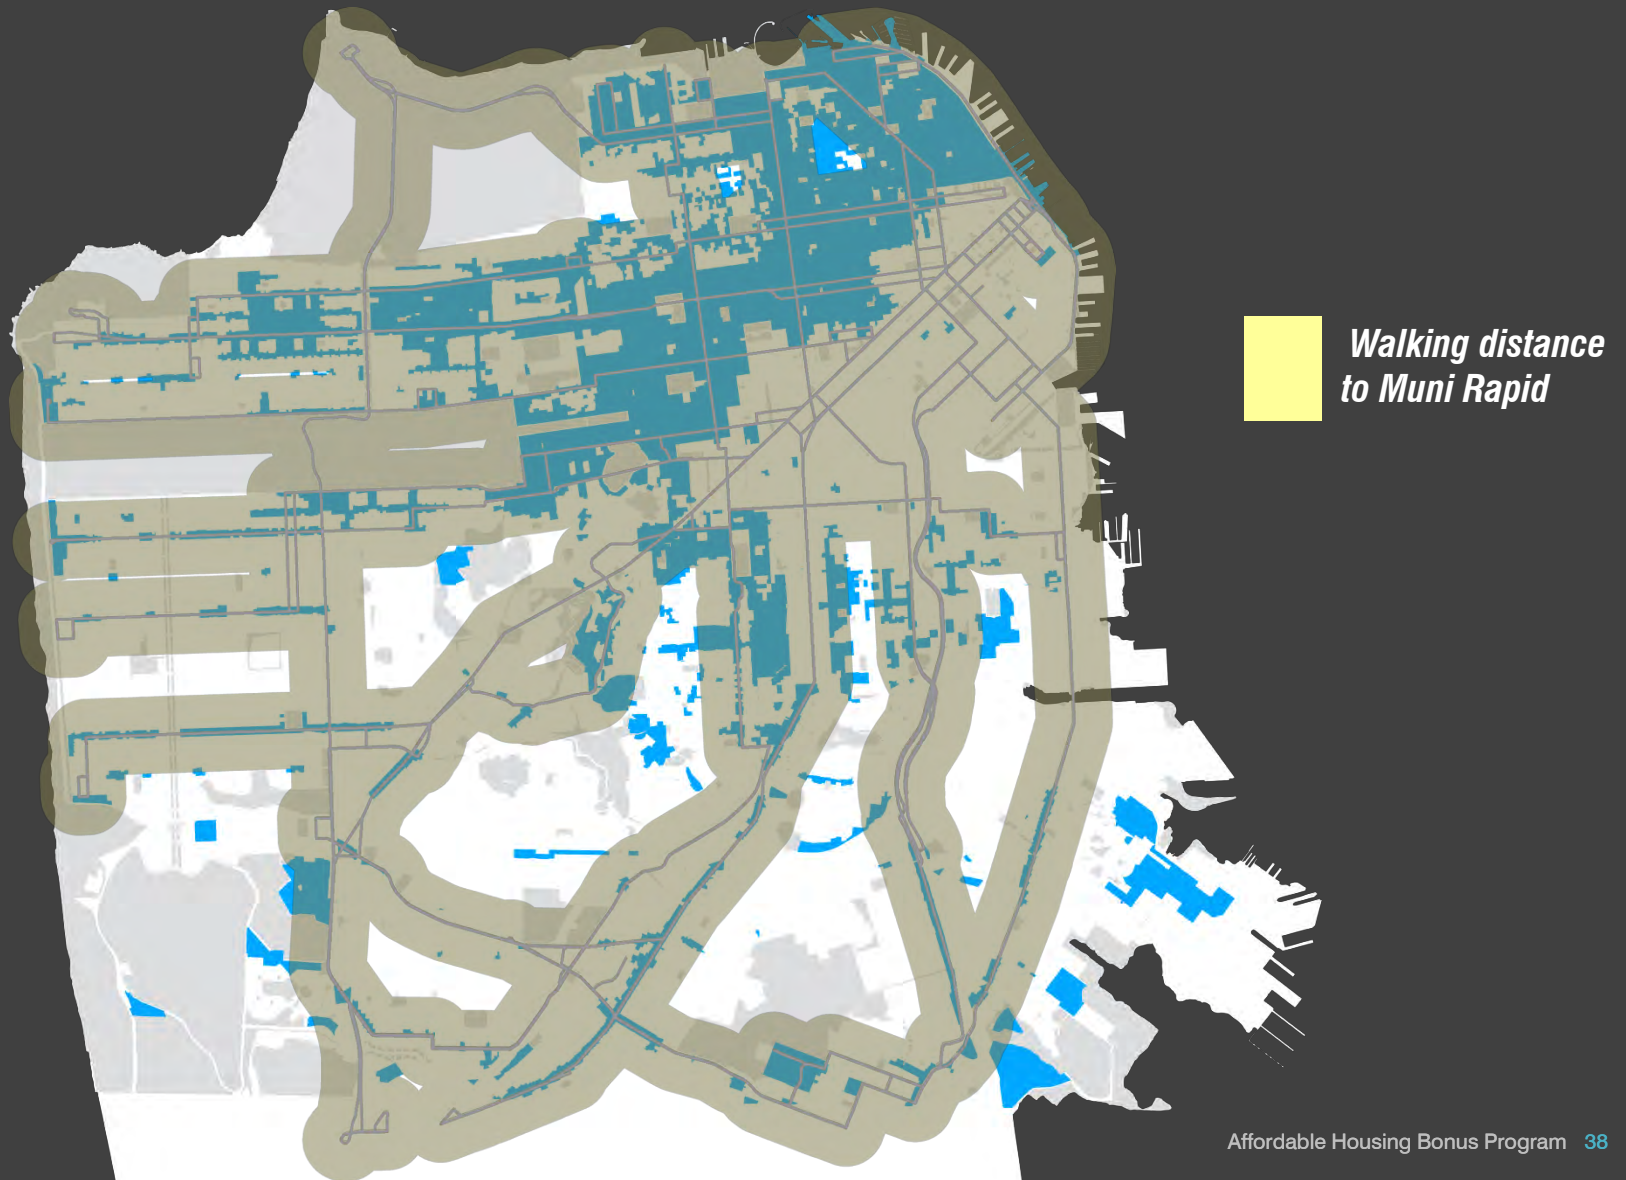 Walking distance
to Muni Rapid
Affordable Housing Bonus Program 38